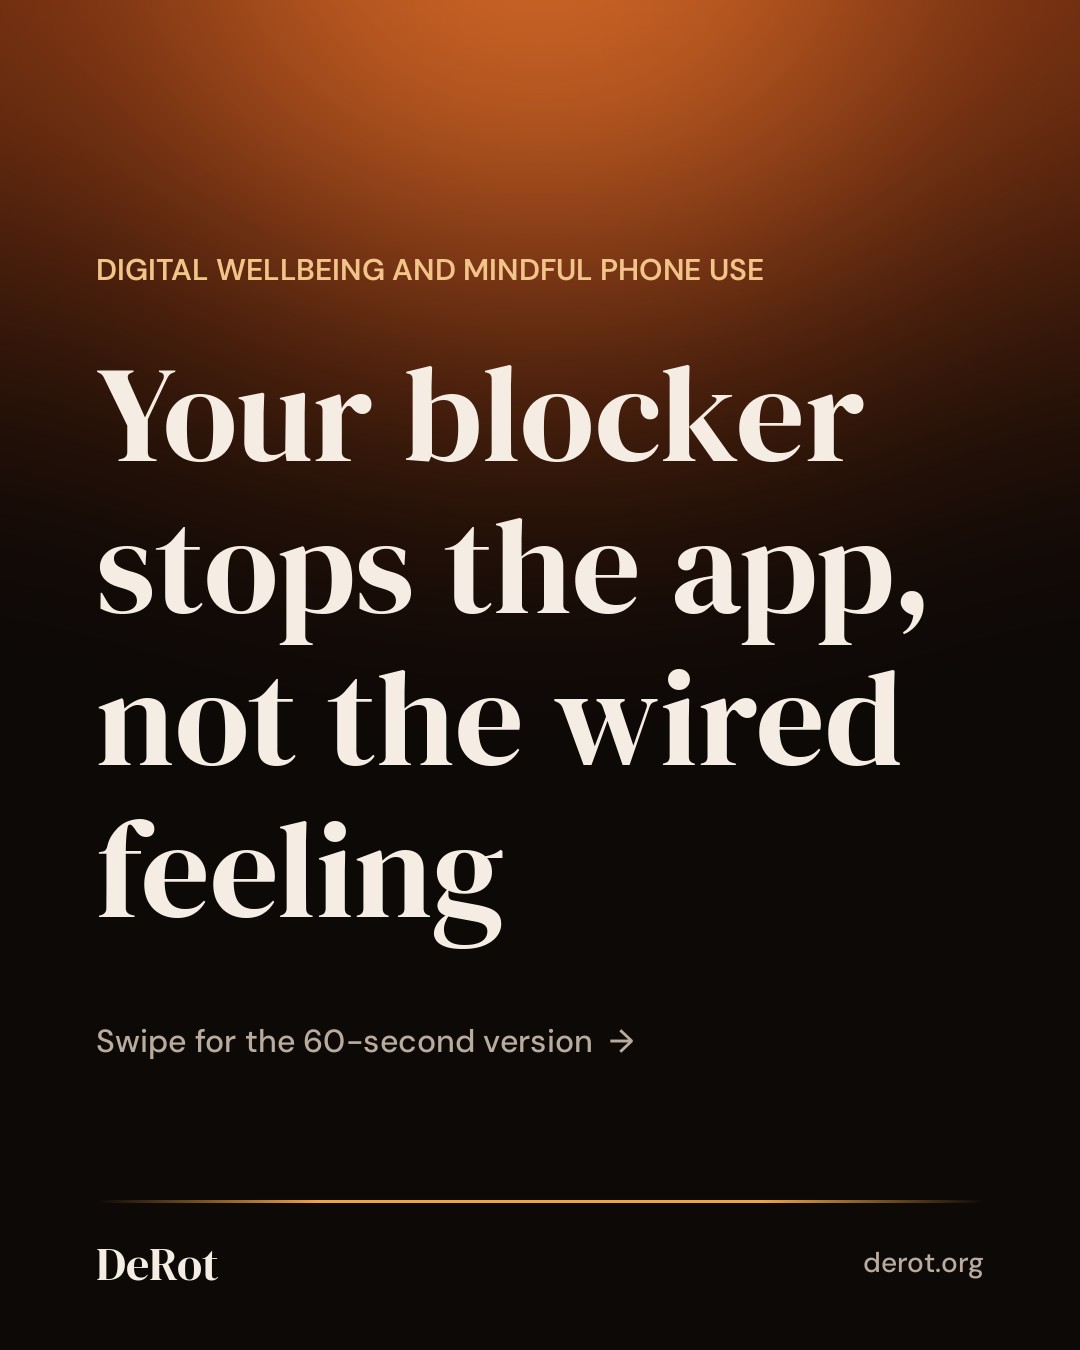 DIGITAL WELLBEING AND MINDFUL PHONE USE
Your blocker
stops the app,
not the wired
feeling
Swipe for the 60-second version →
DeRot
derot.org